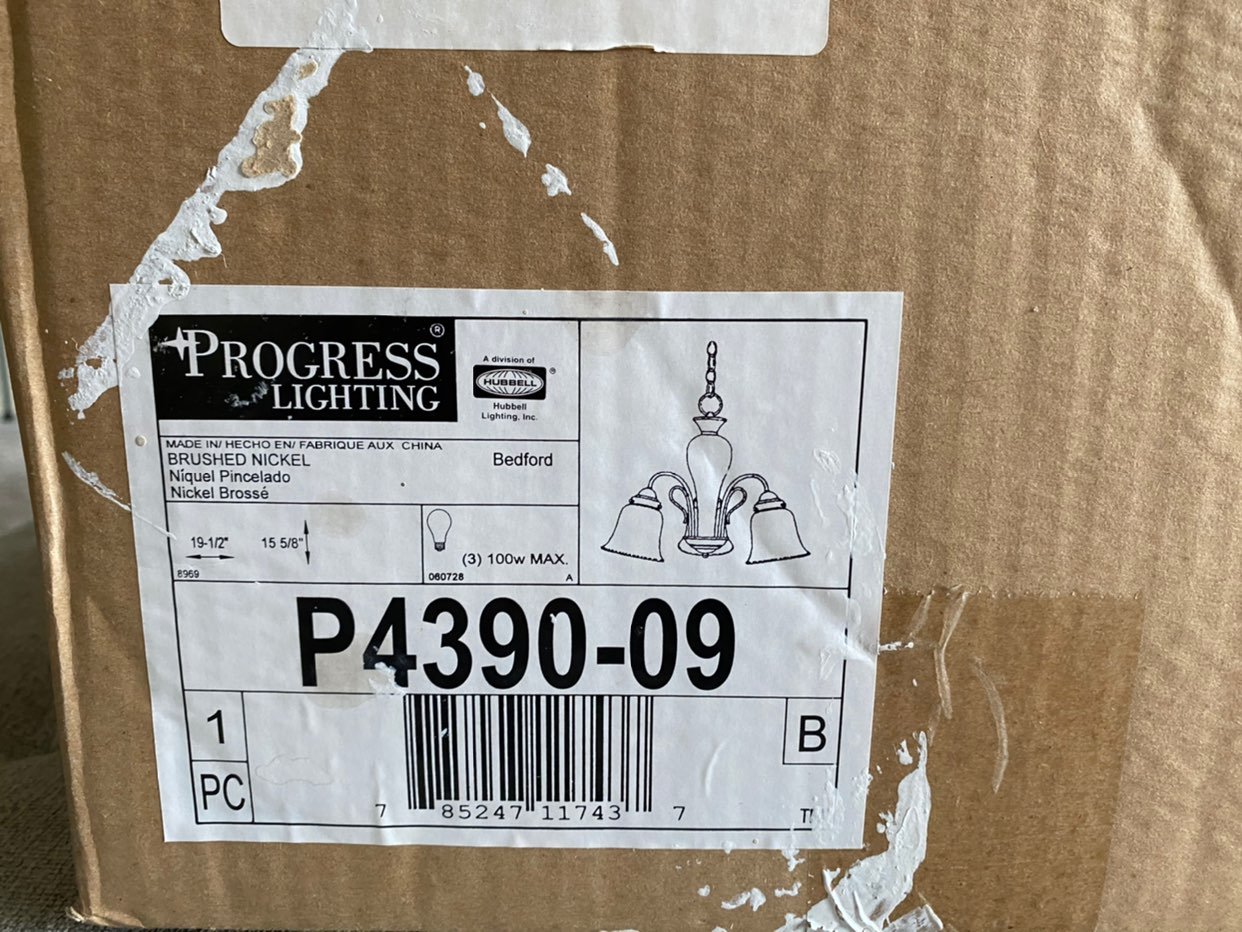 PROGRESS®
LIGHTING
A division of
HUBBELL®
Hubbell
Lighting, Inc.
MADE IN/ HECHO EN/ FABRIQUE AUX CHINA
BRUSHED NICKEL
Bedford
Níquel Pincelado
Nickel Brossé
19-1/2"
15 5/8"
8969
(3) 100w MAX.
060728
A
P4390-09
1
PC
B
7 85247 11743 7